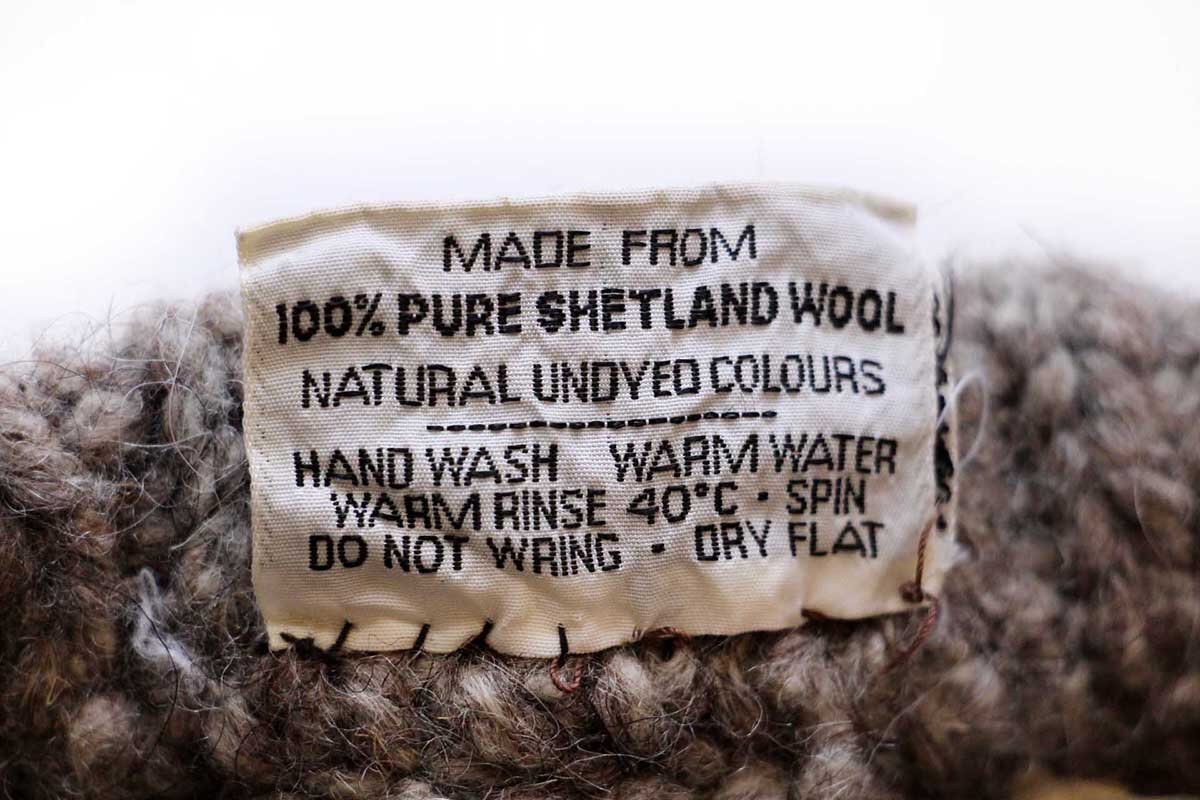 MADE FROM
100% PURE SHETLAND WOOL
NATURAL UNDYED COLOURS
HAND WASH WARM WATER
WARM RINSE 40°C · SPIN
DO NOT WRING · DRY FLAT